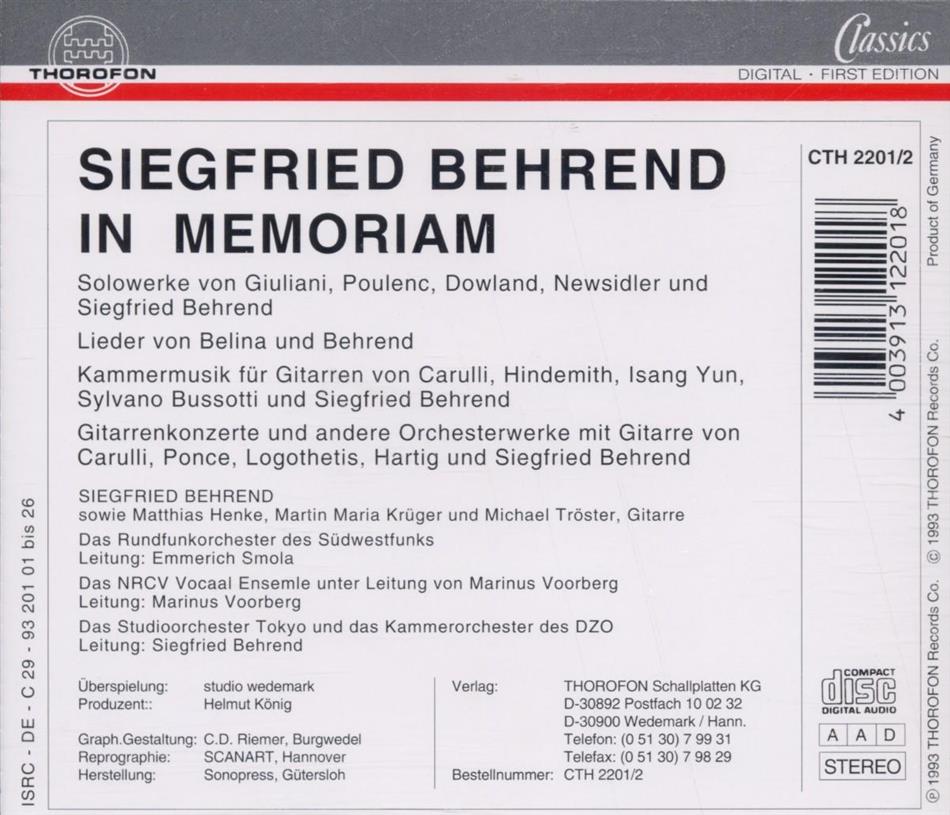 THOROFON
Classics
DIGITAL · FIRST EDITION
SIEGFRIED BEHREND
IN MEMORIAM
Solowerke von Giuliani, Poulenc, Dowland, Newsidler und
Siegfried Behrend
Lieder von Belina und Behrend
Kammermusik für Gitarren von Carulli, Hindemith, Isang Yun,
Sylvano Bussotti und Siegfried Behrend
Gitarrenkonzerte und andere Orchesterwerke mit Gitarre von
Carulli, Ponce, Logothetis, Hartig und Siegfried Behrend
SIEGFRIED BEHREND
sowie Matthias Henke, Martin Maria Krüger und Michael Tröster, Gitarre
Das Rundfunkorchester des Südwestfunks
Leitung: Emmerich Smola
Das NRCV Vocaal Ensemle unter Leitung von Marinus Voorberg
Leitung: Marinus Voorberg
Das Studioorchester Tokyo und das Kammerorchester des DZO
Leitung: Siegfried Behrend
Überspielung: studio wedemark
Produzent:: Helmut König
Graph.Gestaltung: C.D. Riemer, Burgwedel
Reprographie: SCANART, Hannover
Herstellung: Sonopress, Gütersloh
Verlag: THOROFON Schallplatten KG
D-30892 Postfach 10 02 32
D-30900 Wedemark / Hann.
Telefon: (0 51 30) 7 99 31
Telefax: (0 51 30) 7 98 29
Bestellnummer: CTH 2201/2
CTH 2201/2
4 003913 122018
COMPACT
disc
DIGITAL AUDIO
A A D
STEREO
ISRC - DE - C 29 - 93 201 01 bis 26
℗ 1993 THOROFON Records Co. © 1993 THOROFON Records Co. Product of Germany